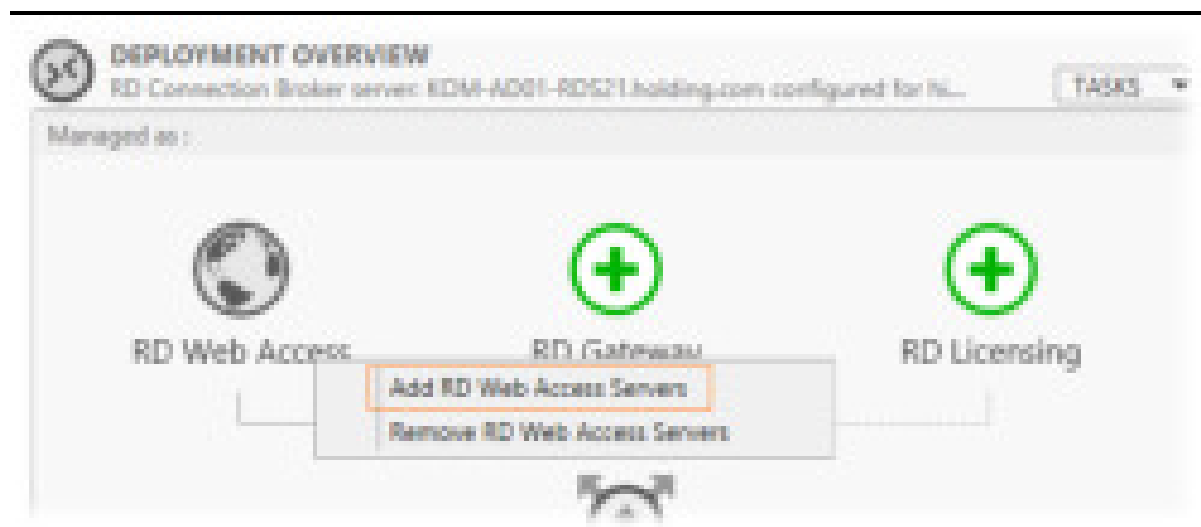 DEPLOYMENT OVERVIEW
RD Connection Broker server: KDM-AD01-RDS21.holding.com configured for hi...
TASKS
Managed as :
RD Web Access
RD Gateway
RD Licensing
Add RD Web Access Servers
Remove RD Web Access Servers